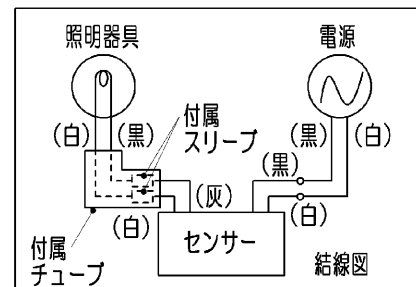 照明器具
電源
(白)
(黒)
付属
スリーブ
(黒)
(白)
(黒)
(灰)
(白)
(白)
付属
チューブ
センサー
結線図